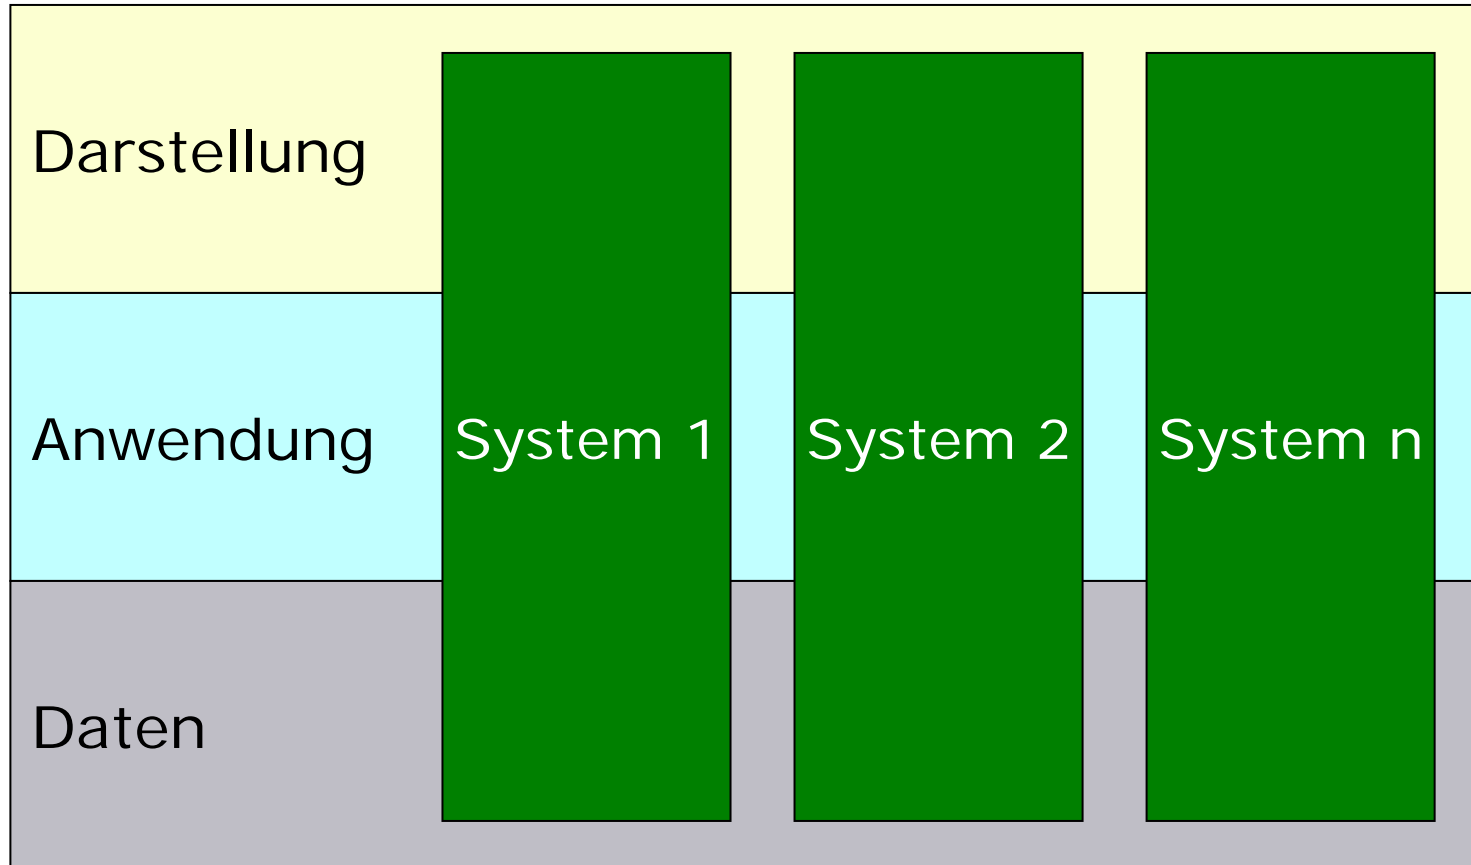 Darstellung
Anwendung
System 1
System 2
System n
Daten